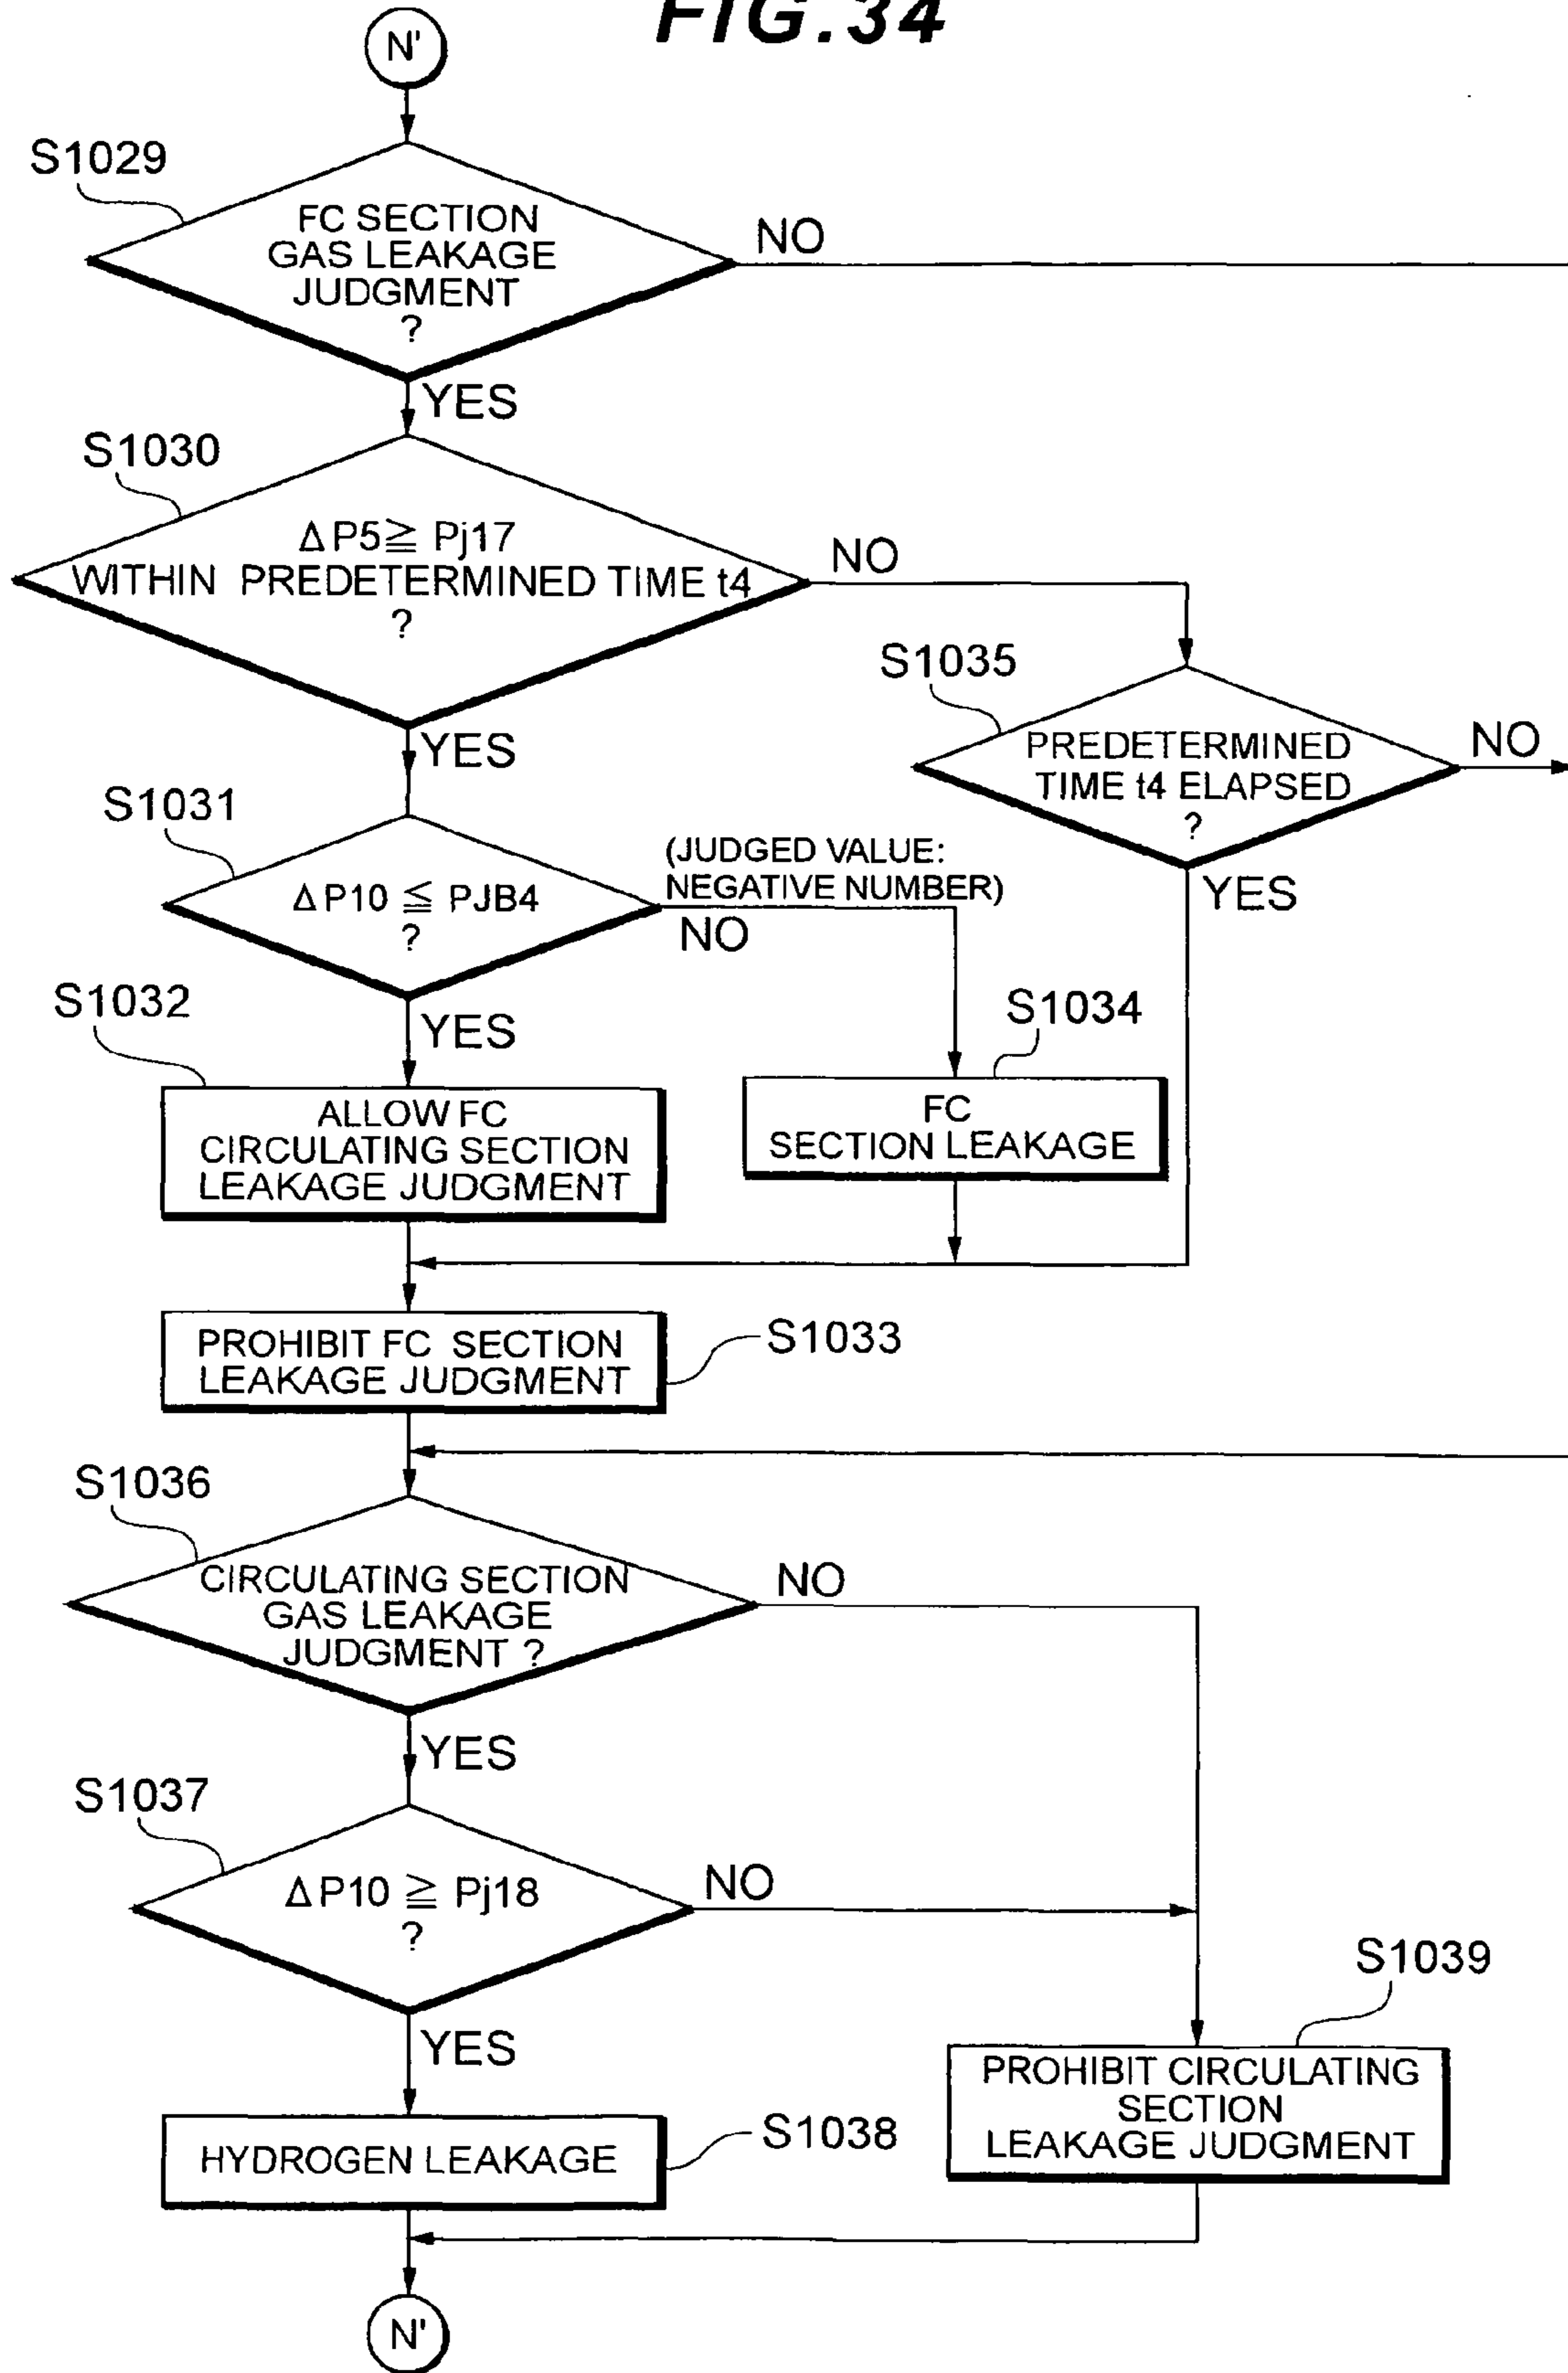 FIG.34
N'
S1029
FC SECTION
GAS LEAKAGE
JUDGMENT
?
NO
YES
S1030
ΔP5≧ Pj17
WITHIN PREDETERMINED TIME t4
?
NO
YES
S1035
PREDETERMINED
TIME t4 ELAPSED
?
NO
YES
S1031
ΔP10 ≦ PJB4
?
(JUDGED VALUE:
NEGATIVE NUMBER)
NO
YES
S1032
ALLOW FC
CIRCULATING SECTION
LEAKAGE JUDGMENT
S1034
FC
SECTION LEAKAGE
PROHIBIT FC SECTION
LEAKAGE JUDGMENT
S1033
S1036
CIRCULATING SECTION
GAS LEAKAGE
JUDGMENT ?
NO
YES
S1037
ΔP10 ≧ Pj18
?
NO
YES
S1039
PROHIBIT CIRCULATING
SECTION
LEAKAGE JUDGMENT
HYDROGEN LEAKAGE
S1038
N'